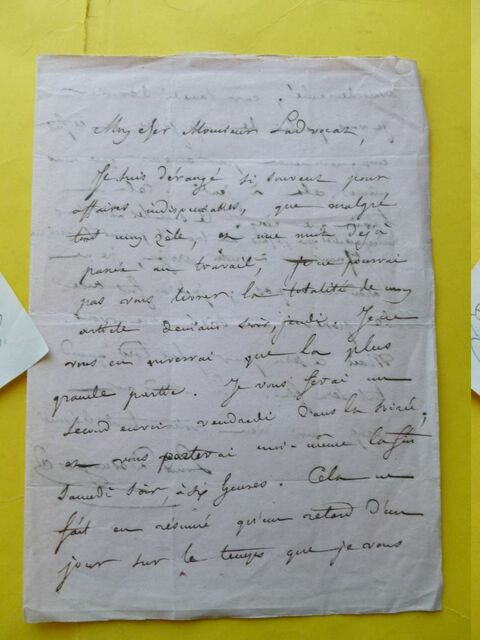 Mon cher Monsieur Ladvocat,
Je suis dérangé si souvent pour
affaires indispensables, que malgré
tout mon zèle et une nuit déjà
passée au travail, je ne pourrai
pas vous livrer la totalité de mon
article demain soir, jeudi. Je ne
vous en enverrai que la plus
grande partie. Je vous ferai un
second envoi vendredi dans la soirée,
et vous porterai moi-même la fin
samedi soir, à six heures. Cela ne
fait en résumé qu'un retard d'un
jour sur le temps que je vous